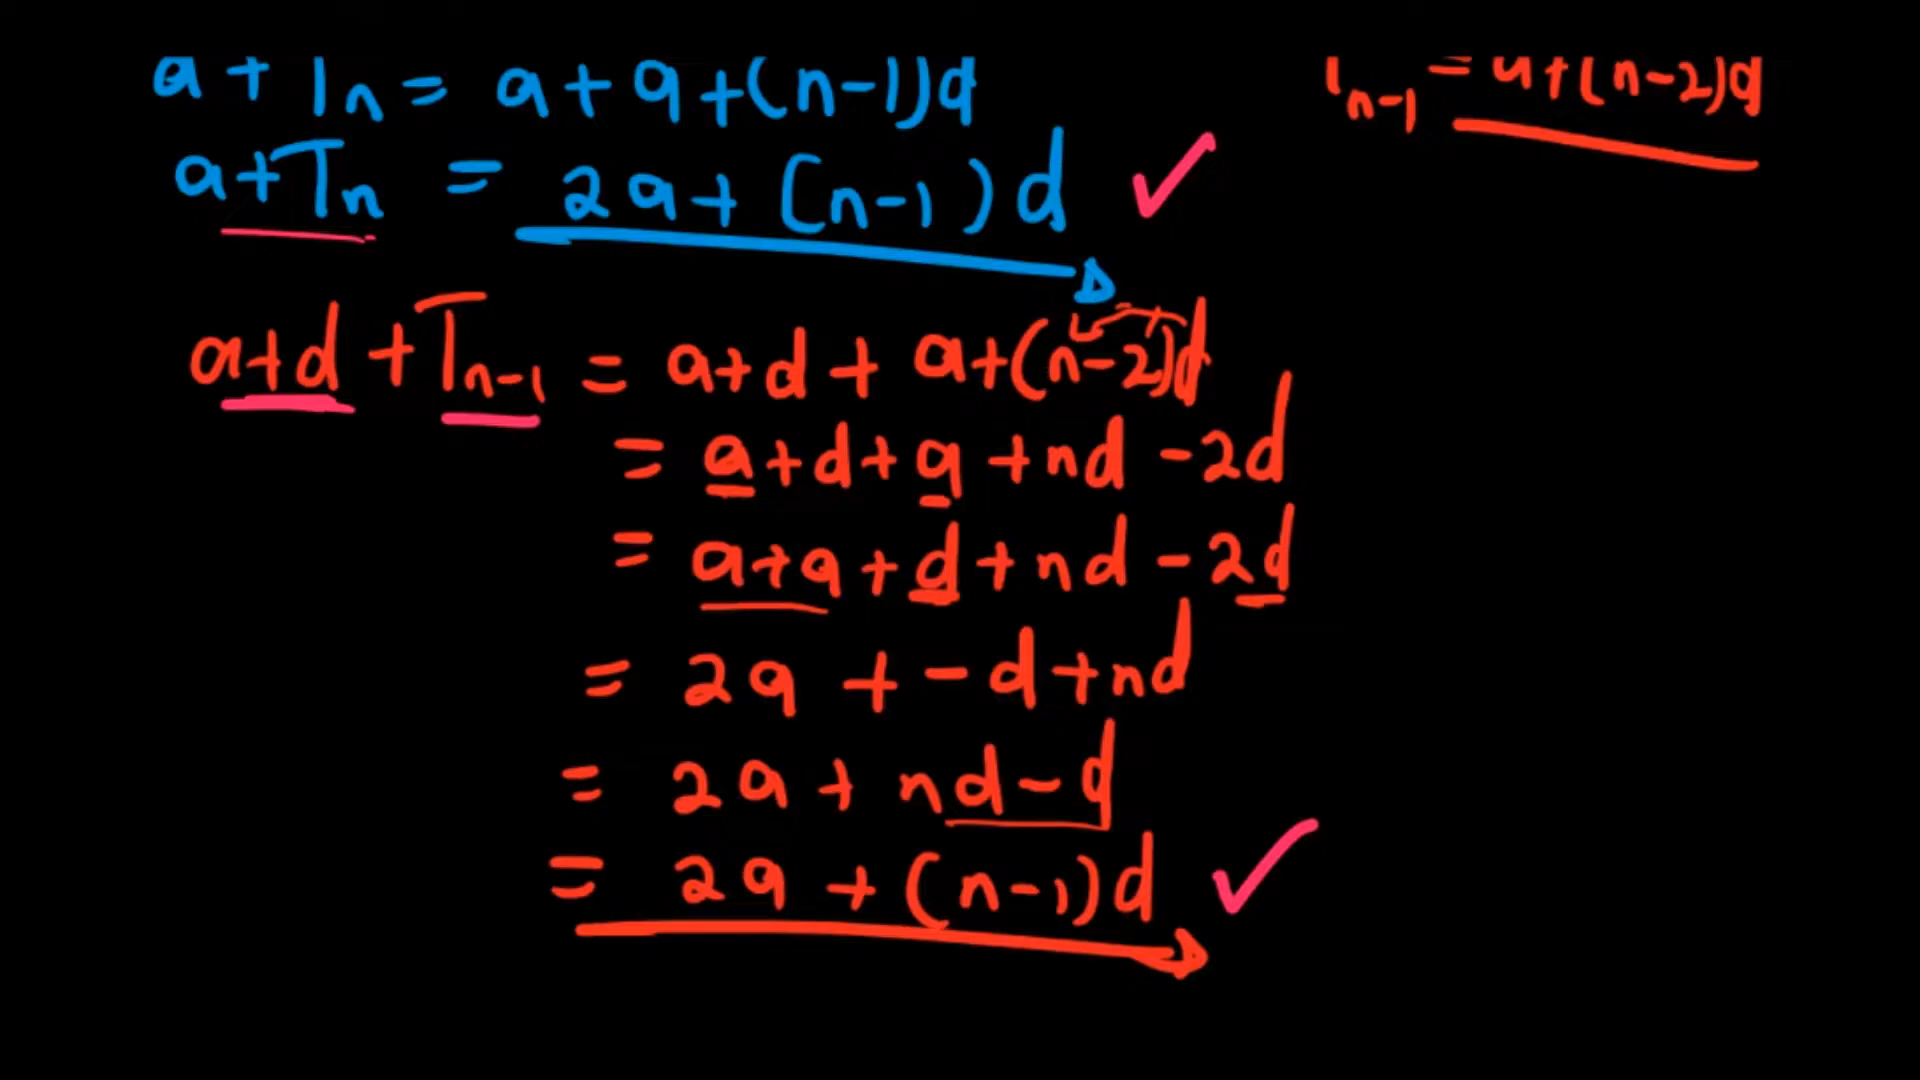 a + Tn = a + a + (n-1)d
Tn-1 = a + (n-2)d
a + Tn = 2a + (n-1)d
a+d + Tn-1 = a+d + a+(n-2)d
= a+d+a+nd-2d
= a+a+d+nd-2d
= 2a + -d+nd
= 2a + nd-d
= 2a + (n-1)d